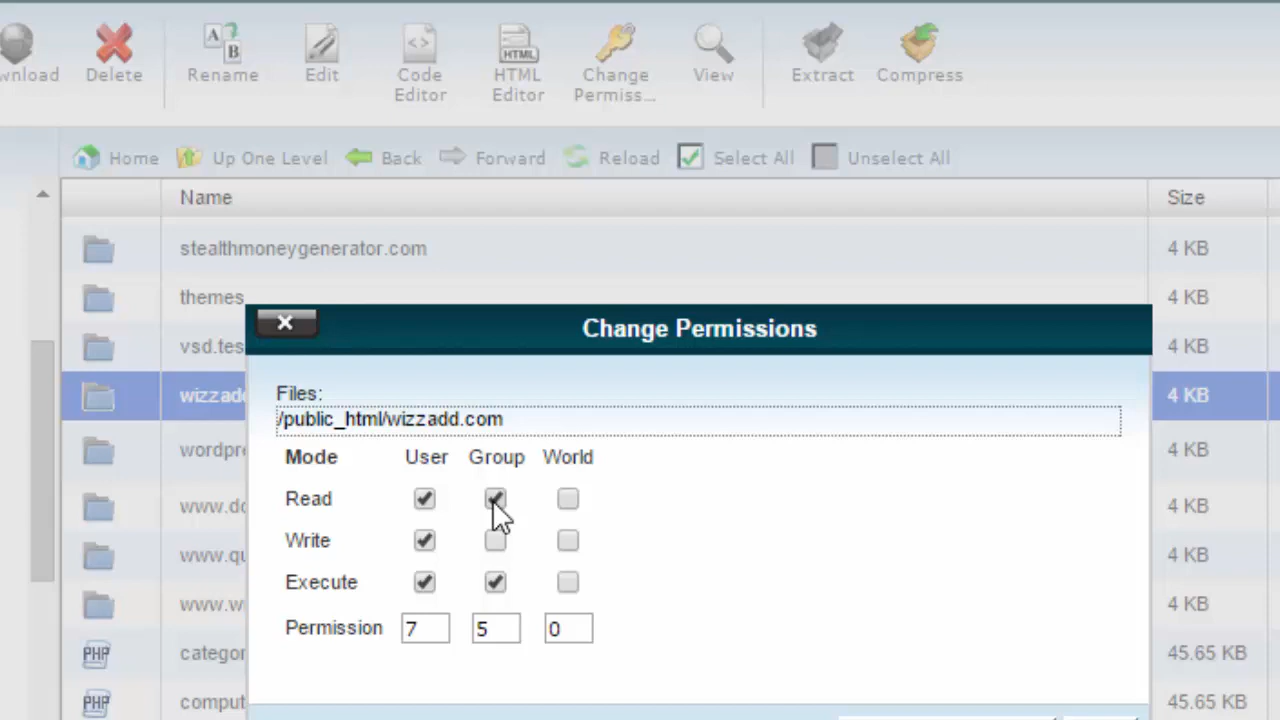 wnload
Delete
Rename
Edit
Code
Editor
HTML
HTML
Editor
Change
Permiss...
View
Extract
Compress
A
B
Home
Up One Level
Back
Forward
Reload
Select All
Unselect All
Name
Size
stealthmoneygenerator.com
4 KB
themes
4 KB
vsd.tes
4 KB
wizzadd
4 KB
wordpre
4 KB
www.do
4 KB
www.qu
4 KB
www.w
4 KB
PHP
categor
45.65 KB
PHP
comput
45.65 KB
Change Permissions
Files:
/public_html/wizzadd.com
Mode User Group World
Read
Write
Execute
Permission 7 5 0